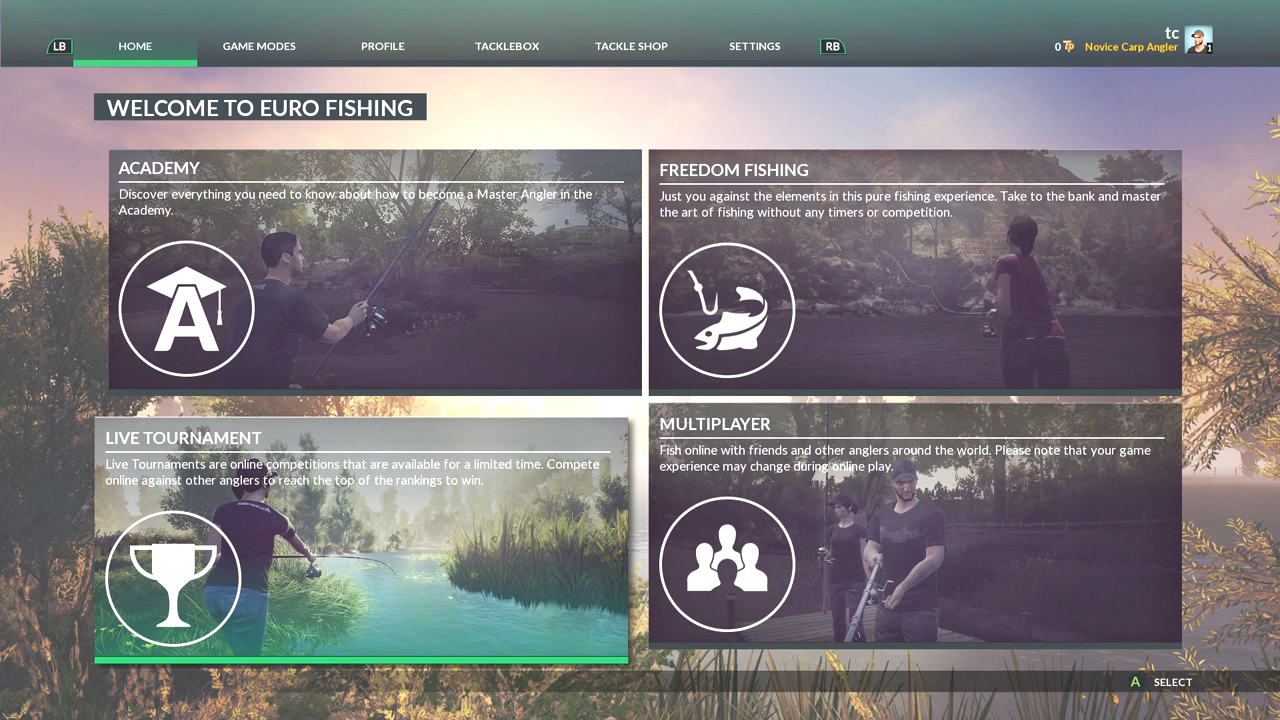 LB HOME GAME MODES PROFILE TACKLEBOX TACKLE SHOP SETTINGS RB
tc
0 TP Novice Carp Angler
1
WELCOME TO EURO FISHING
ACADEMY
Discover everything you need to know about how to become a Master Angler in the
Academy.
A
FREEDOM FISHING
Just you against the elements in this pure fishing experience. Take to the bank and master
the art of fishing without any timers or competition.
LIVE TOURNAMENT
Live Tournaments are online competitions that are available for a limited time. Compete
online against other anglers to reach the top of the rankings to win.
MULTIPLAYER
Fish online with friends and other anglers around the world. Please note that your game
experience may change during online play.
A SELECT